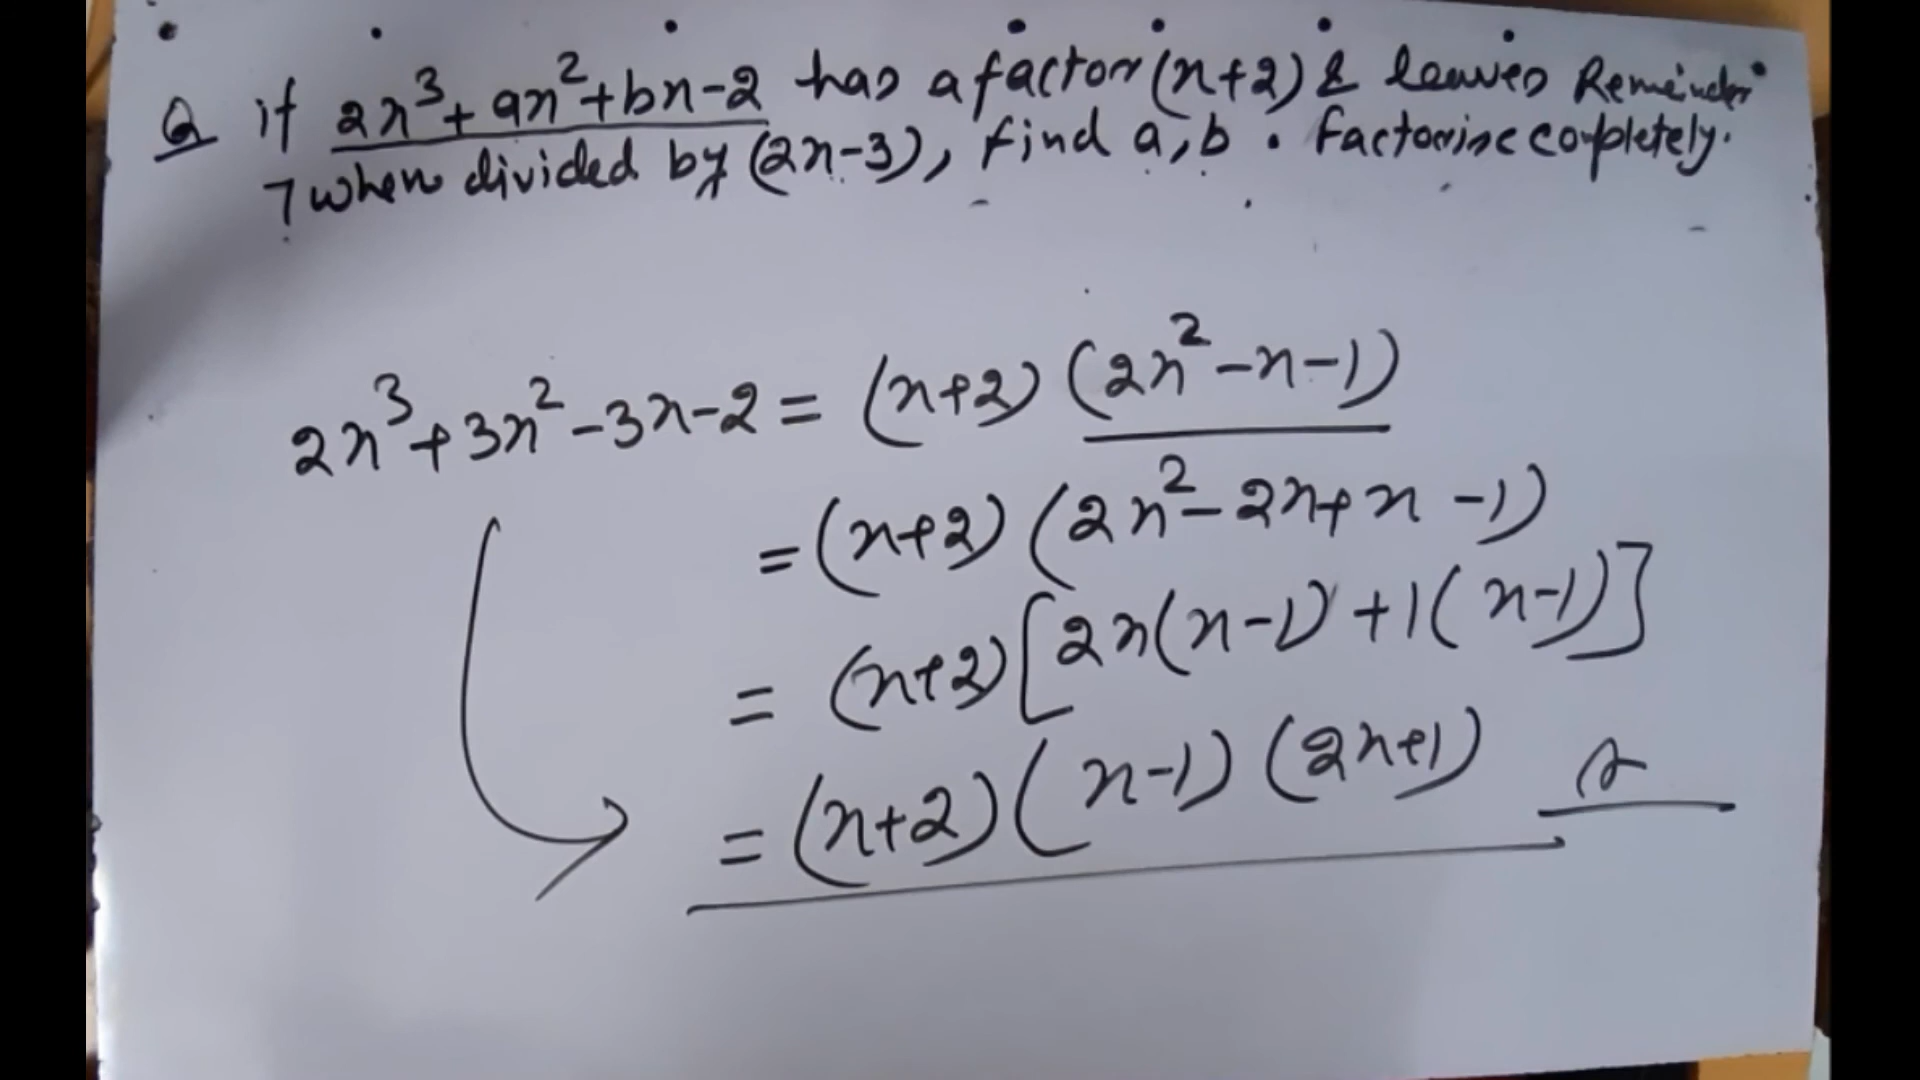 Q if 2x³+ax²+bx-2 has a factor (x+2) & leaves Remeinder
7 when divided by (2x-3), find a,b. Factorise completely.
2x³+3x²-3x-2 = (x+2) (2x²-x-1)
= (x+2) (2x²-2x+x-1)
= (x+2) [2x(x-1)+1(x-1)]
= (x+2) (x-1) (2x+1)